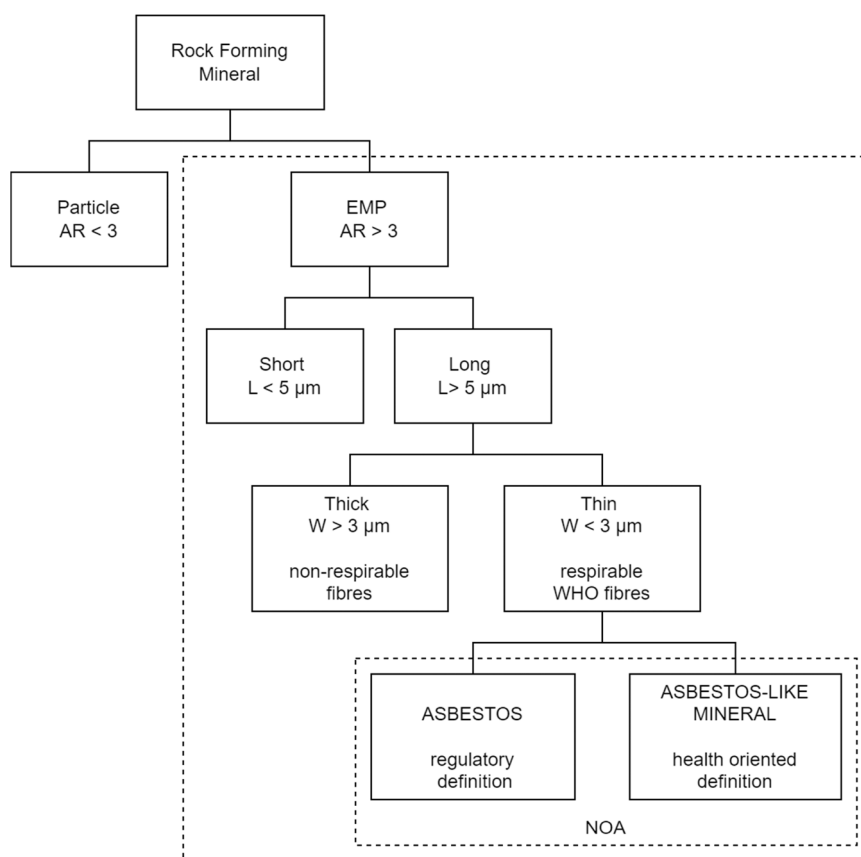 Rock Forming
Mineral
Particle
AR < 3
EMP
AR > 3
Short
L < 5 µm
Long
L> 5 µm
Thick
W > 3 µm
non-respirable
fibres
Thin
W < 3 µm
respirable
WHO fibres
ASBESTOS
regulatory
definition
ASBESTOS-LIKE
MINERAL
health oriented
definition
NOA